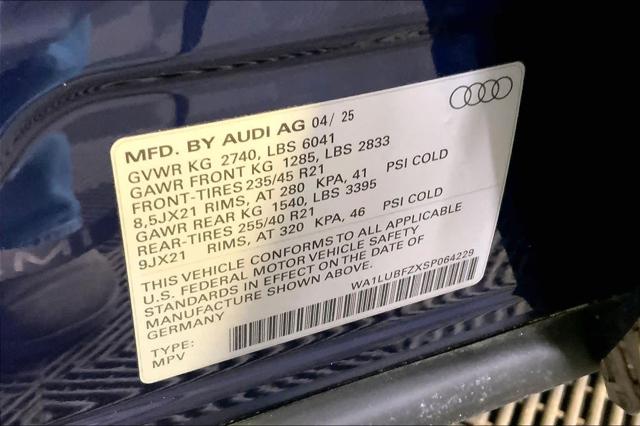 MFD. BY AUDI AG 04/ 25
GVWR KG 2740, LBS 6041
GAWR FRONT KG 1285, LBS 2833
FRONT-TIRES 235/45 R21
8,5JX21 RIMS, AT 280 KPA, 41 PSI COLD
GAWR REAR KG 1540, LBS 3395
REAR-TIRES 255/40 R21
9JX21 RIMS, AT 320 KPA, 46 PSI COLD
THIS VEHICLE CONFORMS TO ALL APPLICABLE
U.S. FEDERAL MOTOR VEHICLE SAFETY
STANDARDS IN EFFECT ON THE DATE OF
MANUFACTURE SHOWN ABOVE.
GERMANY WA1LUBFZXSP064229
TYPE:
MPV